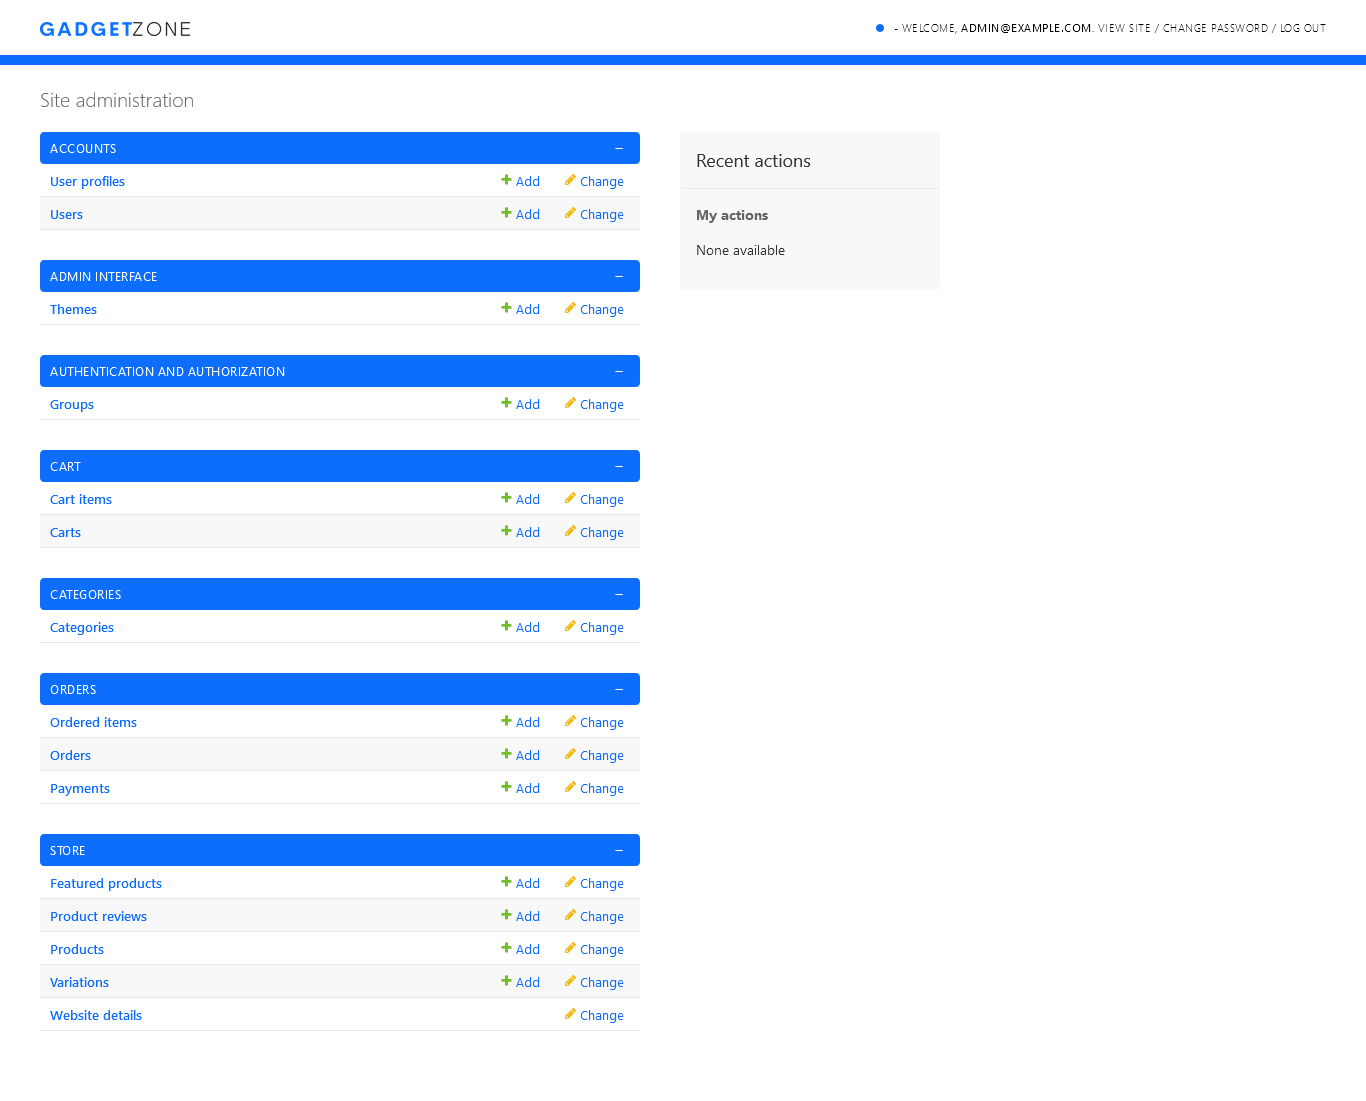 GADGETZONE
- WELCOME, ADMIN@EXAMPLE.COM. VIEW SITE / CHANGE PASSWORD / LOG OUT
Site administration
ACCOUNTS –
User profiles Add Change
Users Add Change
ADMIN INTERFACE –
Themes Add Change
AUTHENTICATION AND AUTHORIZATION –
Groups Add Change
CART –
Cart items Add Change
Carts Add Change
CATEGORIES –
Categories Add Change
ORDERS –
Ordered items Add Change
Orders Add Change
Payments Add Change
STORE –
Featured products Add Change
Product reviews Add Change
Products Add Change
Variations Add Change
Website details Change
Recent actions
My actions
None available